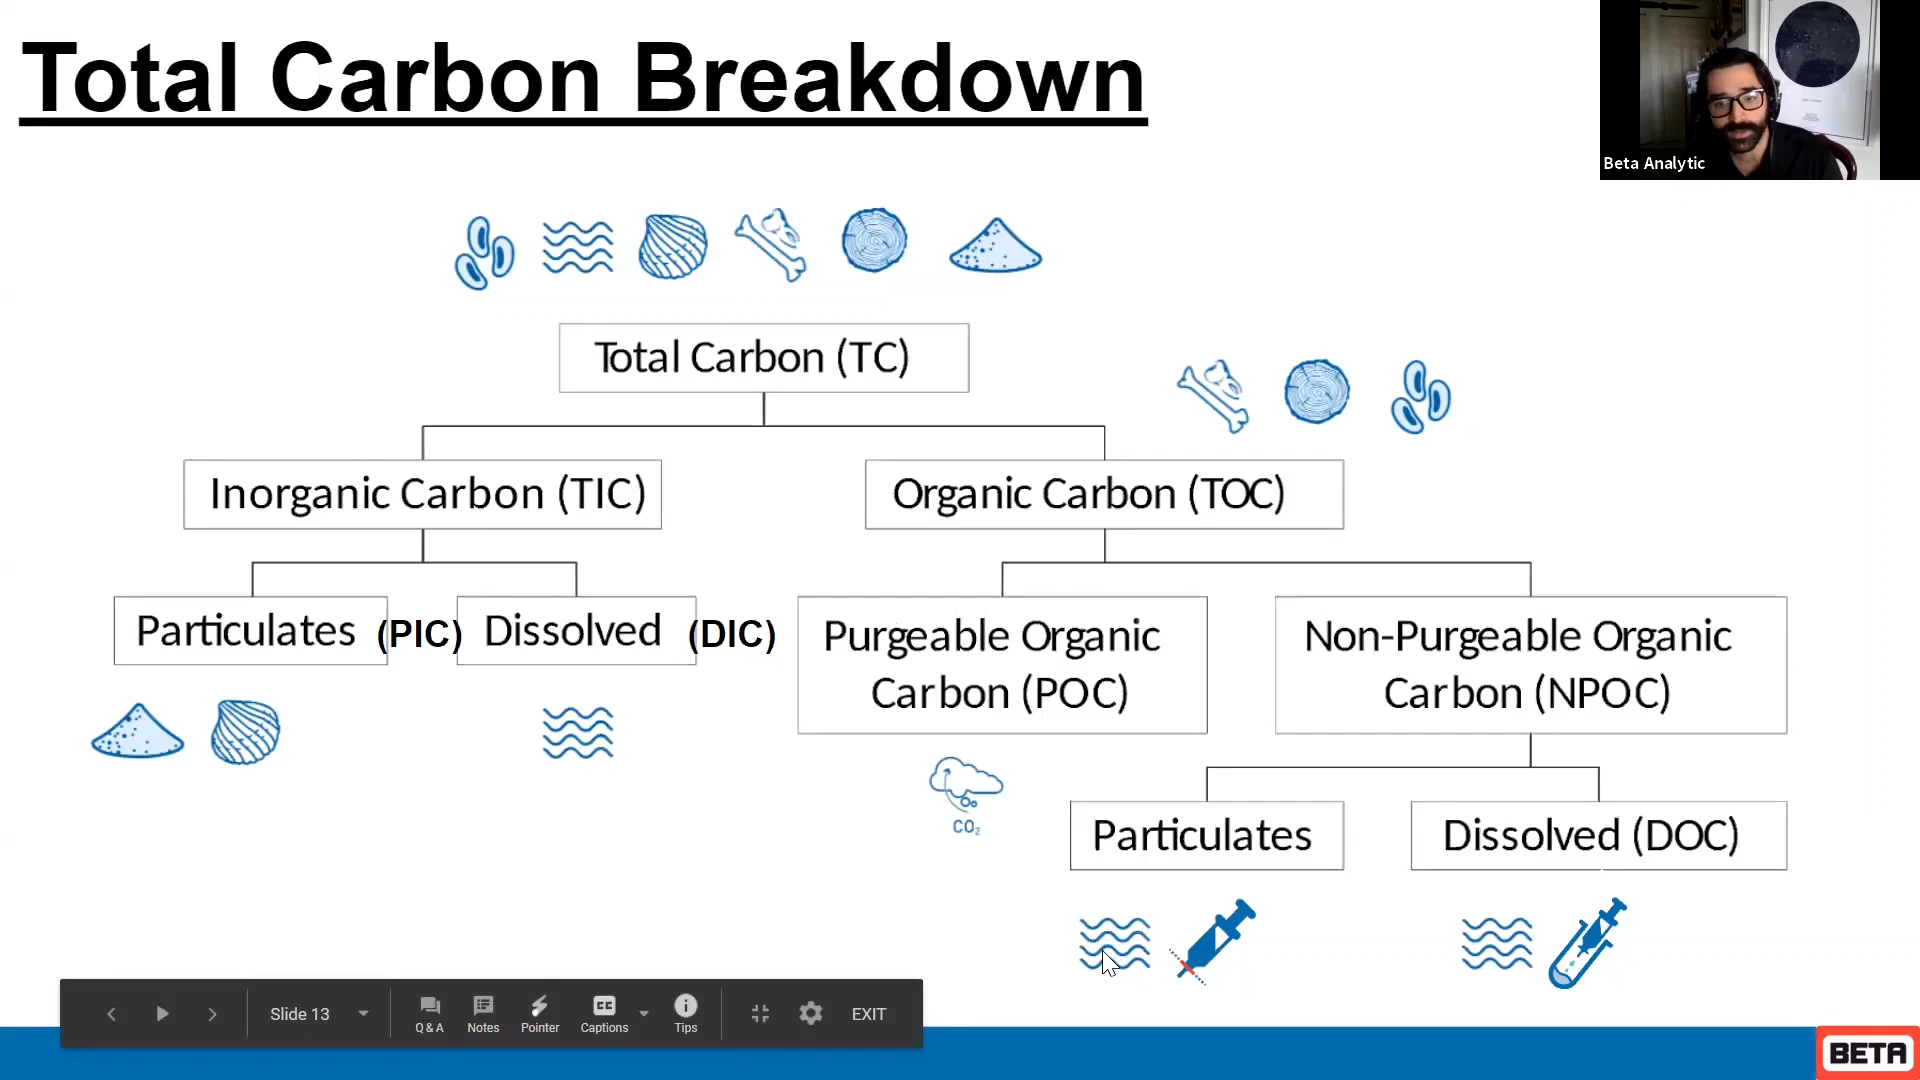 Total Carbon Breakdown
Beta Analytic
Total Carbon (TC)
Inorganic Carbon (TIC)
Organic Carbon (TOC)
Particulates (PIC)
Dissolved (DIC)
Purgeable Organic
Carbon (POC)
Non-Purgeable Organic
Carbon (NPOC)
CO₂
Particulates
Dissolved (DOC)
Slide 13
Q & A
Notes
Pointer
CC
Captions
Tips
EXIT
BETA